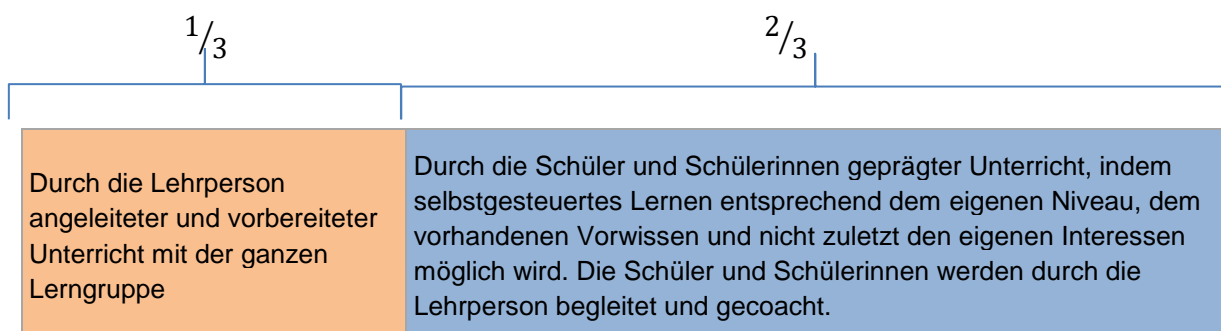 1/3
2/3
Durch die Lehrperson
angeleiteter und vorbereiteter
Unterricht mit der ganzen
Lerngruppe
Durch die Schüler und Schülerinnen geprägter Unterricht, indem
selbstgesteuertes Lernen entsprechend dem eigenen Niveau, dem
vorhandenen Vorwissen und nicht zuletzt den eigenen Interessen
möglich wird. Die Schüler und Schülerinnen werden durch die
Lehrperson begleitet und gecoacht.